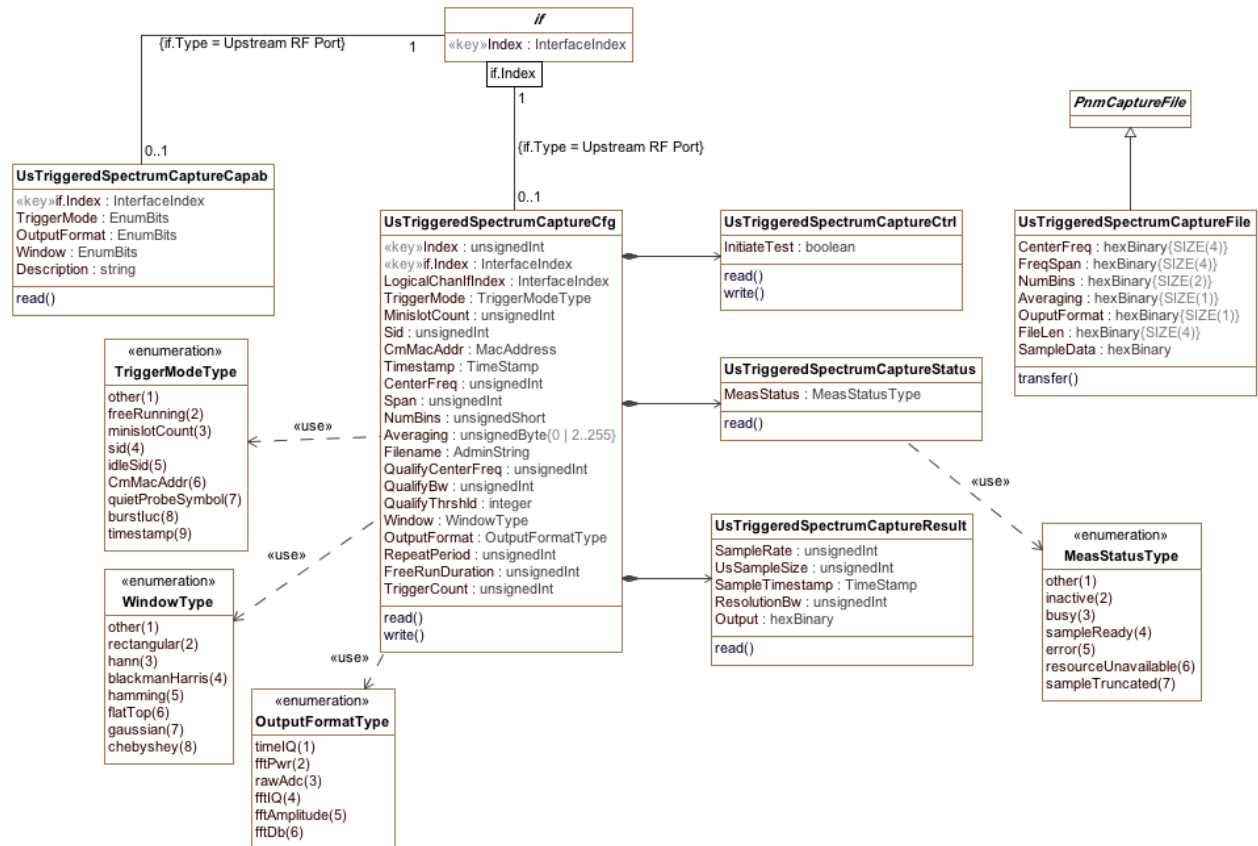 if
«key»Index : InterfaceIndex
if.Index
{if.Type = Upstream RF Port}
1
0..1
1
{if.Type = Upstream RF Port}
0..1
UsTriggeredSpectrumCaptureCapab
«key»if.Index : InterfaceIndex
TriggerMode : EnumBits
OutputFormat : EnumBits
Window : EnumBits
Description : string
read()
UsTriggeredSpectrumCaptureCfg
«key»Index : unsignedInt
«key»if.Index : InterfaceIndex
LogicalChanIfIndex : InterfaceIndex
TriggerMode : TriggerModeType
MinislotCount : unsignedInt
Sid : unsignedInt
CmMacAddr : MacAddress
Timestamp : TimeStamp
CenterFreq : unsignedInt
Span : unsignedInt
NumBins : unsignedShort
Averaging : unsignedByte{0 | 2..255}
Filename : AdminString
QualifyCenterFreq : unsignedInt
QualifyBw : unsignedInt
QualifyThrshld : integer
Window : WindowType
OutputFormat : OutputFormatType
RepeatPeriod : unsignedInt
FreeRunDuration : unsignedInt
TriggerCount : unsignedInt
read()
write()
UsTriggeredSpectrumCaptureCtrl
InitiateTest : boolean
read()
write()
UsTriggeredSpectrumCaptureStatus
MeasStatus : MeasStatusType
read()
UsTriggeredSpectrumCaptureResult
SampleRate : unsignedInt
UsSampleSize : unsignedInt
SampleTimestamp : TimeStamp
ResolutionBw : unsignedInt
Output : hexBinary
read()
PnmCaptureFile
UsTriggeredSpectrumCaptureFile
CenterFreq : hexBinary{SIZE(4)}
FreqSpan : hexBinary{SIZE(4)}
NumBins : hexBinary{SIZE(2)}
Averaging : hexBinary{SIZE(1)}
OuputFormat : hexBinary{SIZE(1)}
FileLen : hexBinary{SIZE(4)}
SampleData : hexBinary
transfer()
«enumeration»
TriggerModeType
other(1)
freeRunning(2)
minislotCount(3)
sid(4)
idleSid(5)
CmMacAddr(6)
quietProbeSymbol(7)
burstIuc(8)
timestamp(9)
«use»
«enumeration»
WindowType
other(1)
rectangular(2)
hann(3)
blackmanHarris(4)
hamming(5)
flatTop(6)
gaussian(7)
chebyshey(8)
«use»
«use»
«enumeration»
OutputFormatType
timeIQ(1)
fftPwr(2)
rawAdc(3)
fftIQ(4)
fftAmplitude(5)
fftDb(6)
«use»
«enumeration»
MeasStatusType
other(1)
inactive(2)
busy(3)
sampleReady(4)
error(5)
resourceUnavailable(6)
sampleTruncated(7)